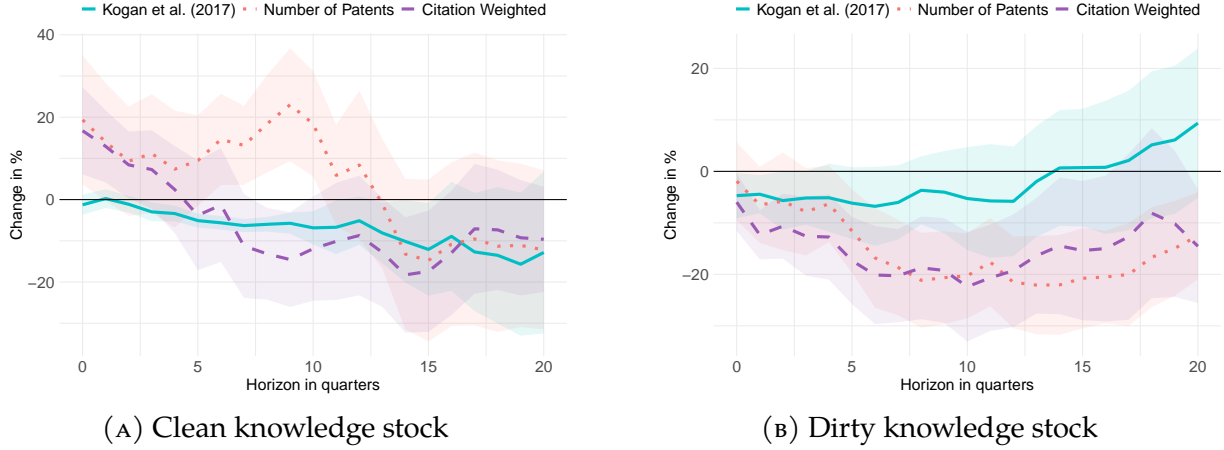 Kogan et al. (2017) Number of Patents Citation Weighted
40
20
0
−20
Change in %
0 5 10 15 20
Horizon in quarters
(A) Clean knowledge stock
Kogan et al. (2017) Number of Patents Citation Weighted
20
0
−20
Change in %
0 5 10 15 20
Horizon in quarters
(B) Dirty knowledge stock